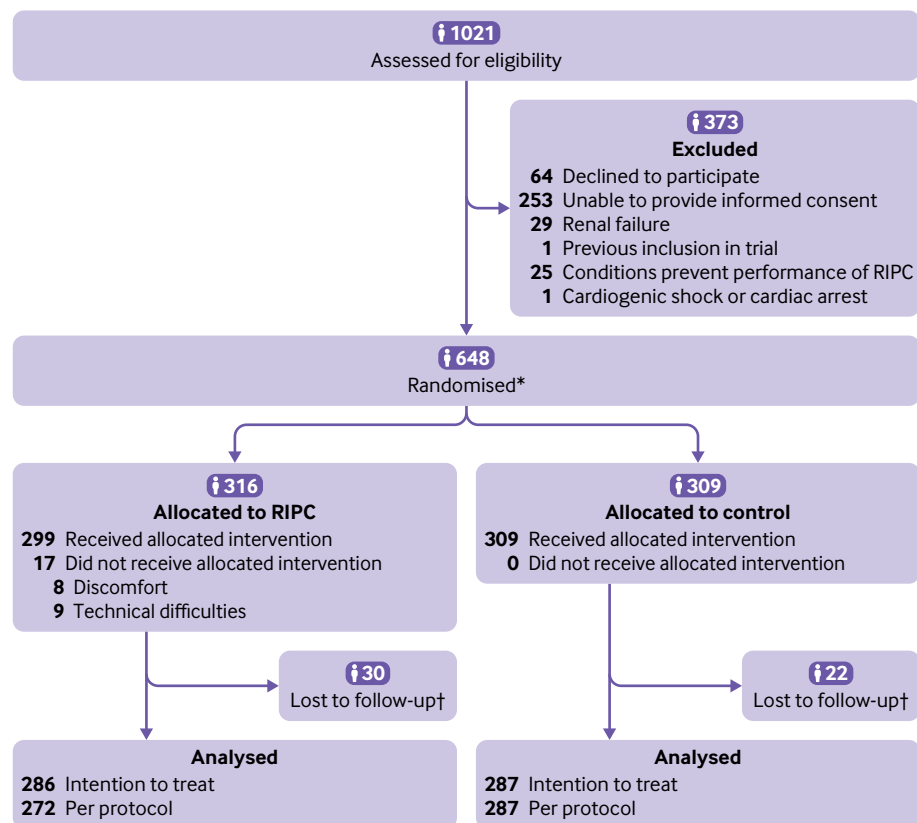 1021
Assessed for eligibility
373
Excluded
64 Declined to participate
253 Unable to provide informed consent
29 Renal failure
1 Previous inclusion in trial
25 Conditions prevent performance of RIPC
1 Cardiogenic shock or cardiac arrest
648
Randomised*
316
Allocated to RIPC
299 Received allocated intervention
17 Did not receive allocated intervention
8 Discomfort
9 Technical difficulties
309
Allocated to control
309 Received allocated intervention
0 Did not receive allocated intervention
30
Lost to follow-up†
22
Lost to follow-up†
Analysed
286 Intention to treat
272 Per protocol
Analysed
287 Intention to treat
287 Per protocol